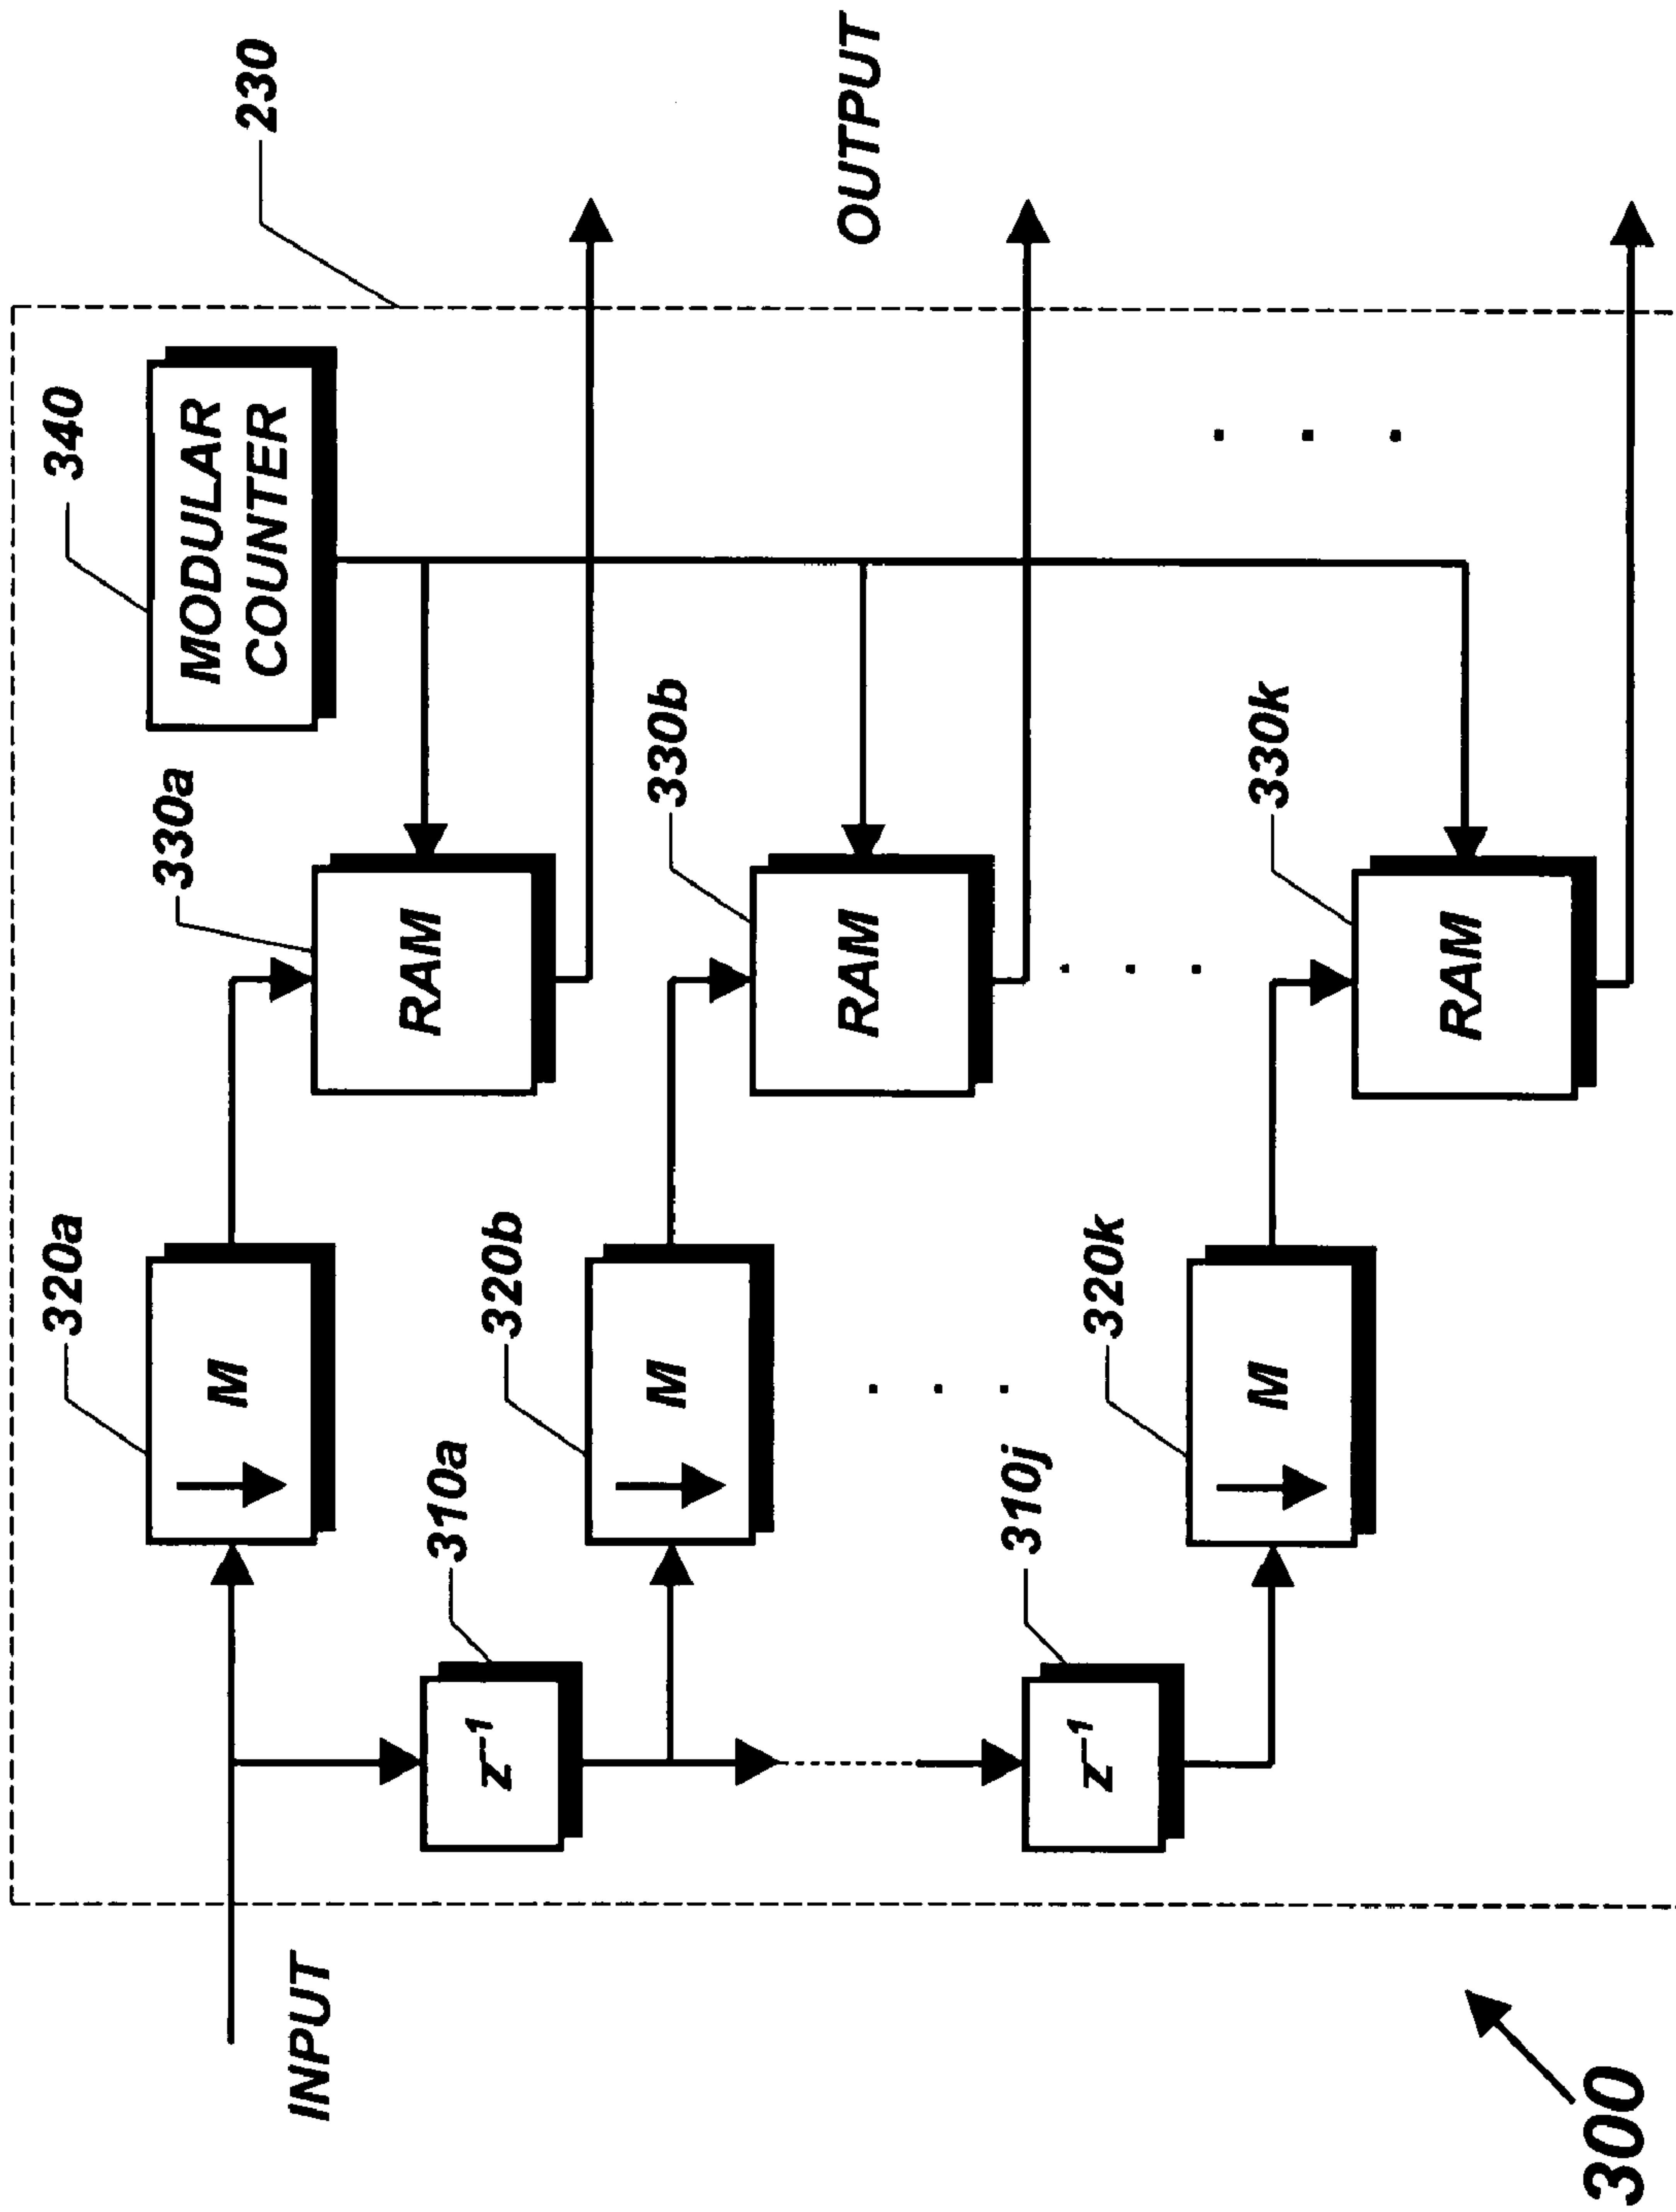 230
340
MODULAR
COUNTER
OUTPUT
330a
RAM
330b
RAM
330k
RAM
320a
M
320b
M
320k
M
310a
z⁻¹
310j
z⁻¹
INPUT
300